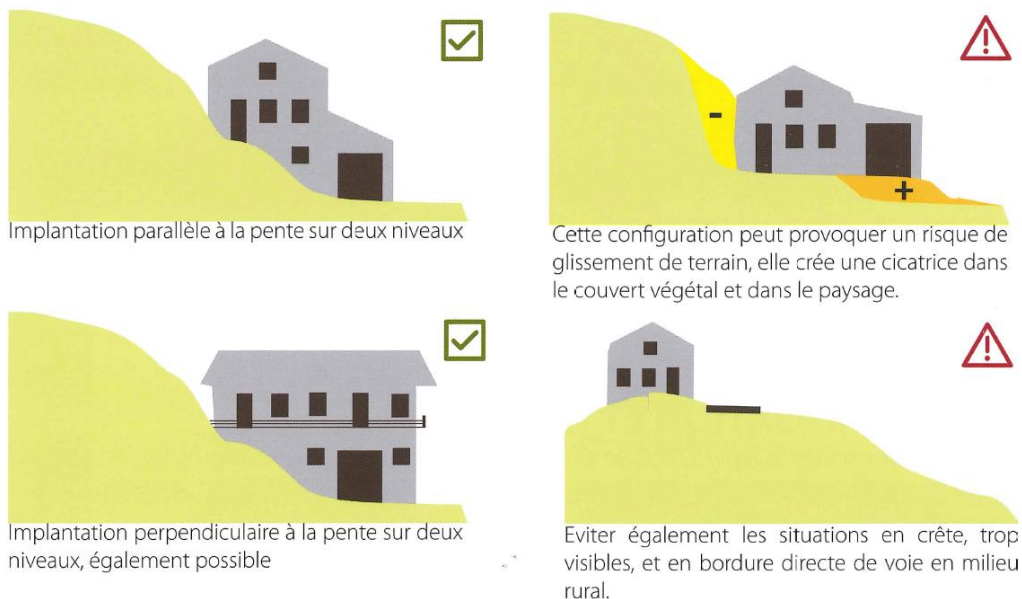 Implantation parallèle à la pente sur deux niveaux
-
+
Cette configuration peut provoquer un risque de
glissement de terrain, elle crée une cicatrice dans
le couvert végétal et dans le paysage.
Implantation perpendiculaire à la pente sur deux
niveaux, également possible
Eviter également les situations en crête, trop
visibles, et en bordure directe de voie en milieu
rural.